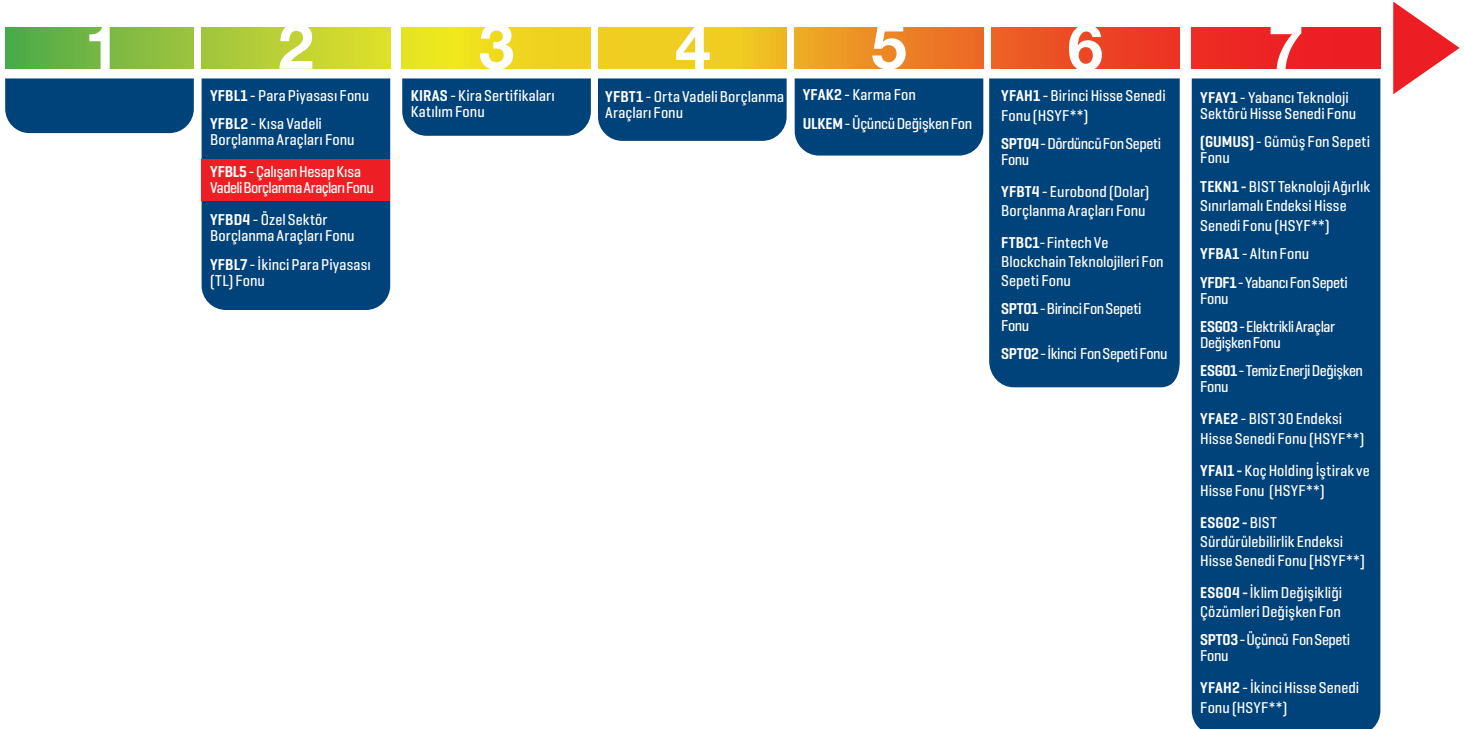 1
2
3
4
5
6
7
YFBL1 - Para Piyasası Fonu
YFBL2 - Kısa Vadeli
Borçlanma Araçları Fonu
YFBL5 - Çalışan Hesap Kısa
Vadeli Borçlanma Araçları Fonu
YFBD4 - Özel Sektör
Borçlanma Araçları Fonu
YFBL7 - İkinci Para Piyasası
(TL) Fonu
KIRAS - Kira Sertifikaları
Katılım Fonu
YFBT1 - Orta Vadeli Borçlanma
Araçları Fonu
YFAK2 - Karma Fon
ULKEM - Üçüncü Değişken Fon
YFAH1 - Birinci Hisse Senedi
Fonu (HSYF**)
SPT04 - Dördüncü Fon Sepeti
Fonu
YFBT4 - Eurobond (Dolar)
Borçlanma Araçları Fonu
FTBC1- Fintech Ve
Blockchain Teknolojileri Fon
Sepeti Fonu
SPT01 - Birinci Fon Sepeti
Fonu
SPT02 - İkinci Fon Sepeti Fonu
YFAY1 - Yabancı Teknoloji
Sektörü Hisse Senedi Fonu
(GUMUS) - Gümüş Fon Sepeti
Fonu
TEKN1 - BIST Teknoloji Ağırlık
Sınırlamalı Endeksi Hisse
Senedi Fonu (HSYF**)
YFBA1 - Altın Fonu
YFDF1 - Yabancı Fon Sepeti
Fonu
ESG03 - Elektrikli Araçlar
Değişken Fonu
ESG01 - Temiz Enerji Değişken
Fonu
YFAE2 - BIST 30 Endeksi
Hisse Senedi Fonu (HSYF**)
YFAI1 - Koç Holding İştirak ve
Hisse Fonu (HSYF**)
ESG02 - BIST
Sürdürülebilirlik Endeksi
Hisse Senedi Fonu (HSYF**)
ESG04 - İklim Değişikliği
Çözümleri Değişken Fon
SPT03 - Üçüncü Fon Sepeti
Fonu
YFAH2 - İkinci Hisse Senedi
Fonu (HSYF**)